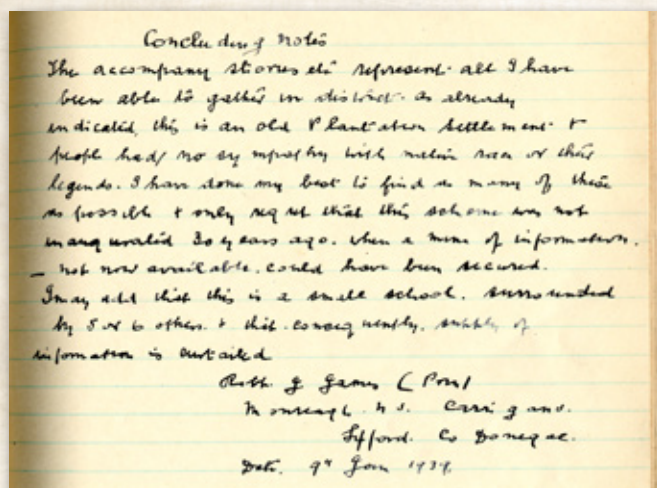 Concluding Notes
The accompany stories etc represent all I have
been able to gather in district. As already
indicated, this is an old Plantation Settlement &
people had no sympathy with native race or their
legends. I have done my best to find as many of these
as possible & only regret that this scheme was not
inaugurated 30 years ago. when a mine of information.
— not now available. could have been secured.
I may add that this is a small school. surrounded
by 5 or 6 others. & that. consequently. supply of
information is curtailed
Robt. G (Prin)
Monreagh. N.S. Carrigans.
Lifford. Co Donegal.
Date. 9th Jan 1939.